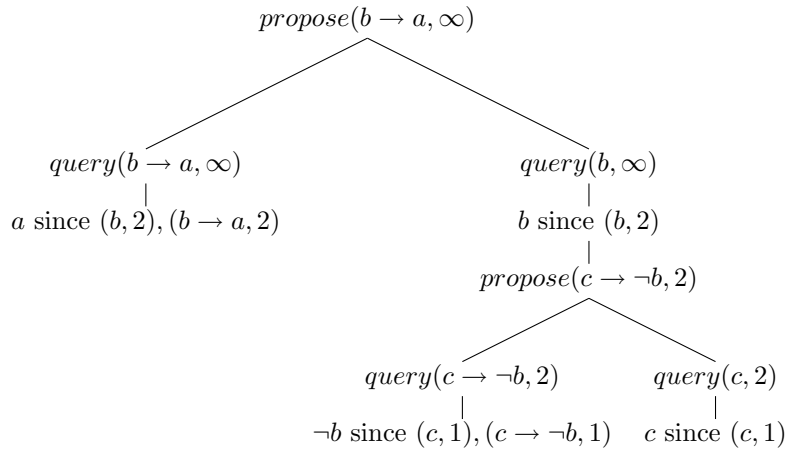 propose(b → a, ∞)
query(b → a, ∞) query(b, ∞)
a since (b, 2), (b → a, 2) b since (b, 2)
propose(c → ¬b, 2)
query(c → ¬b, 2) query(c, 2)
¬b since (c, 1), (c → ¬b, 1) c since (c, 1)